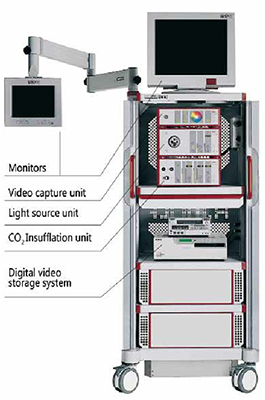 Monitors
Video capture unit
Light source unit
CO₂ Insufflation unit
Digital video
storage system